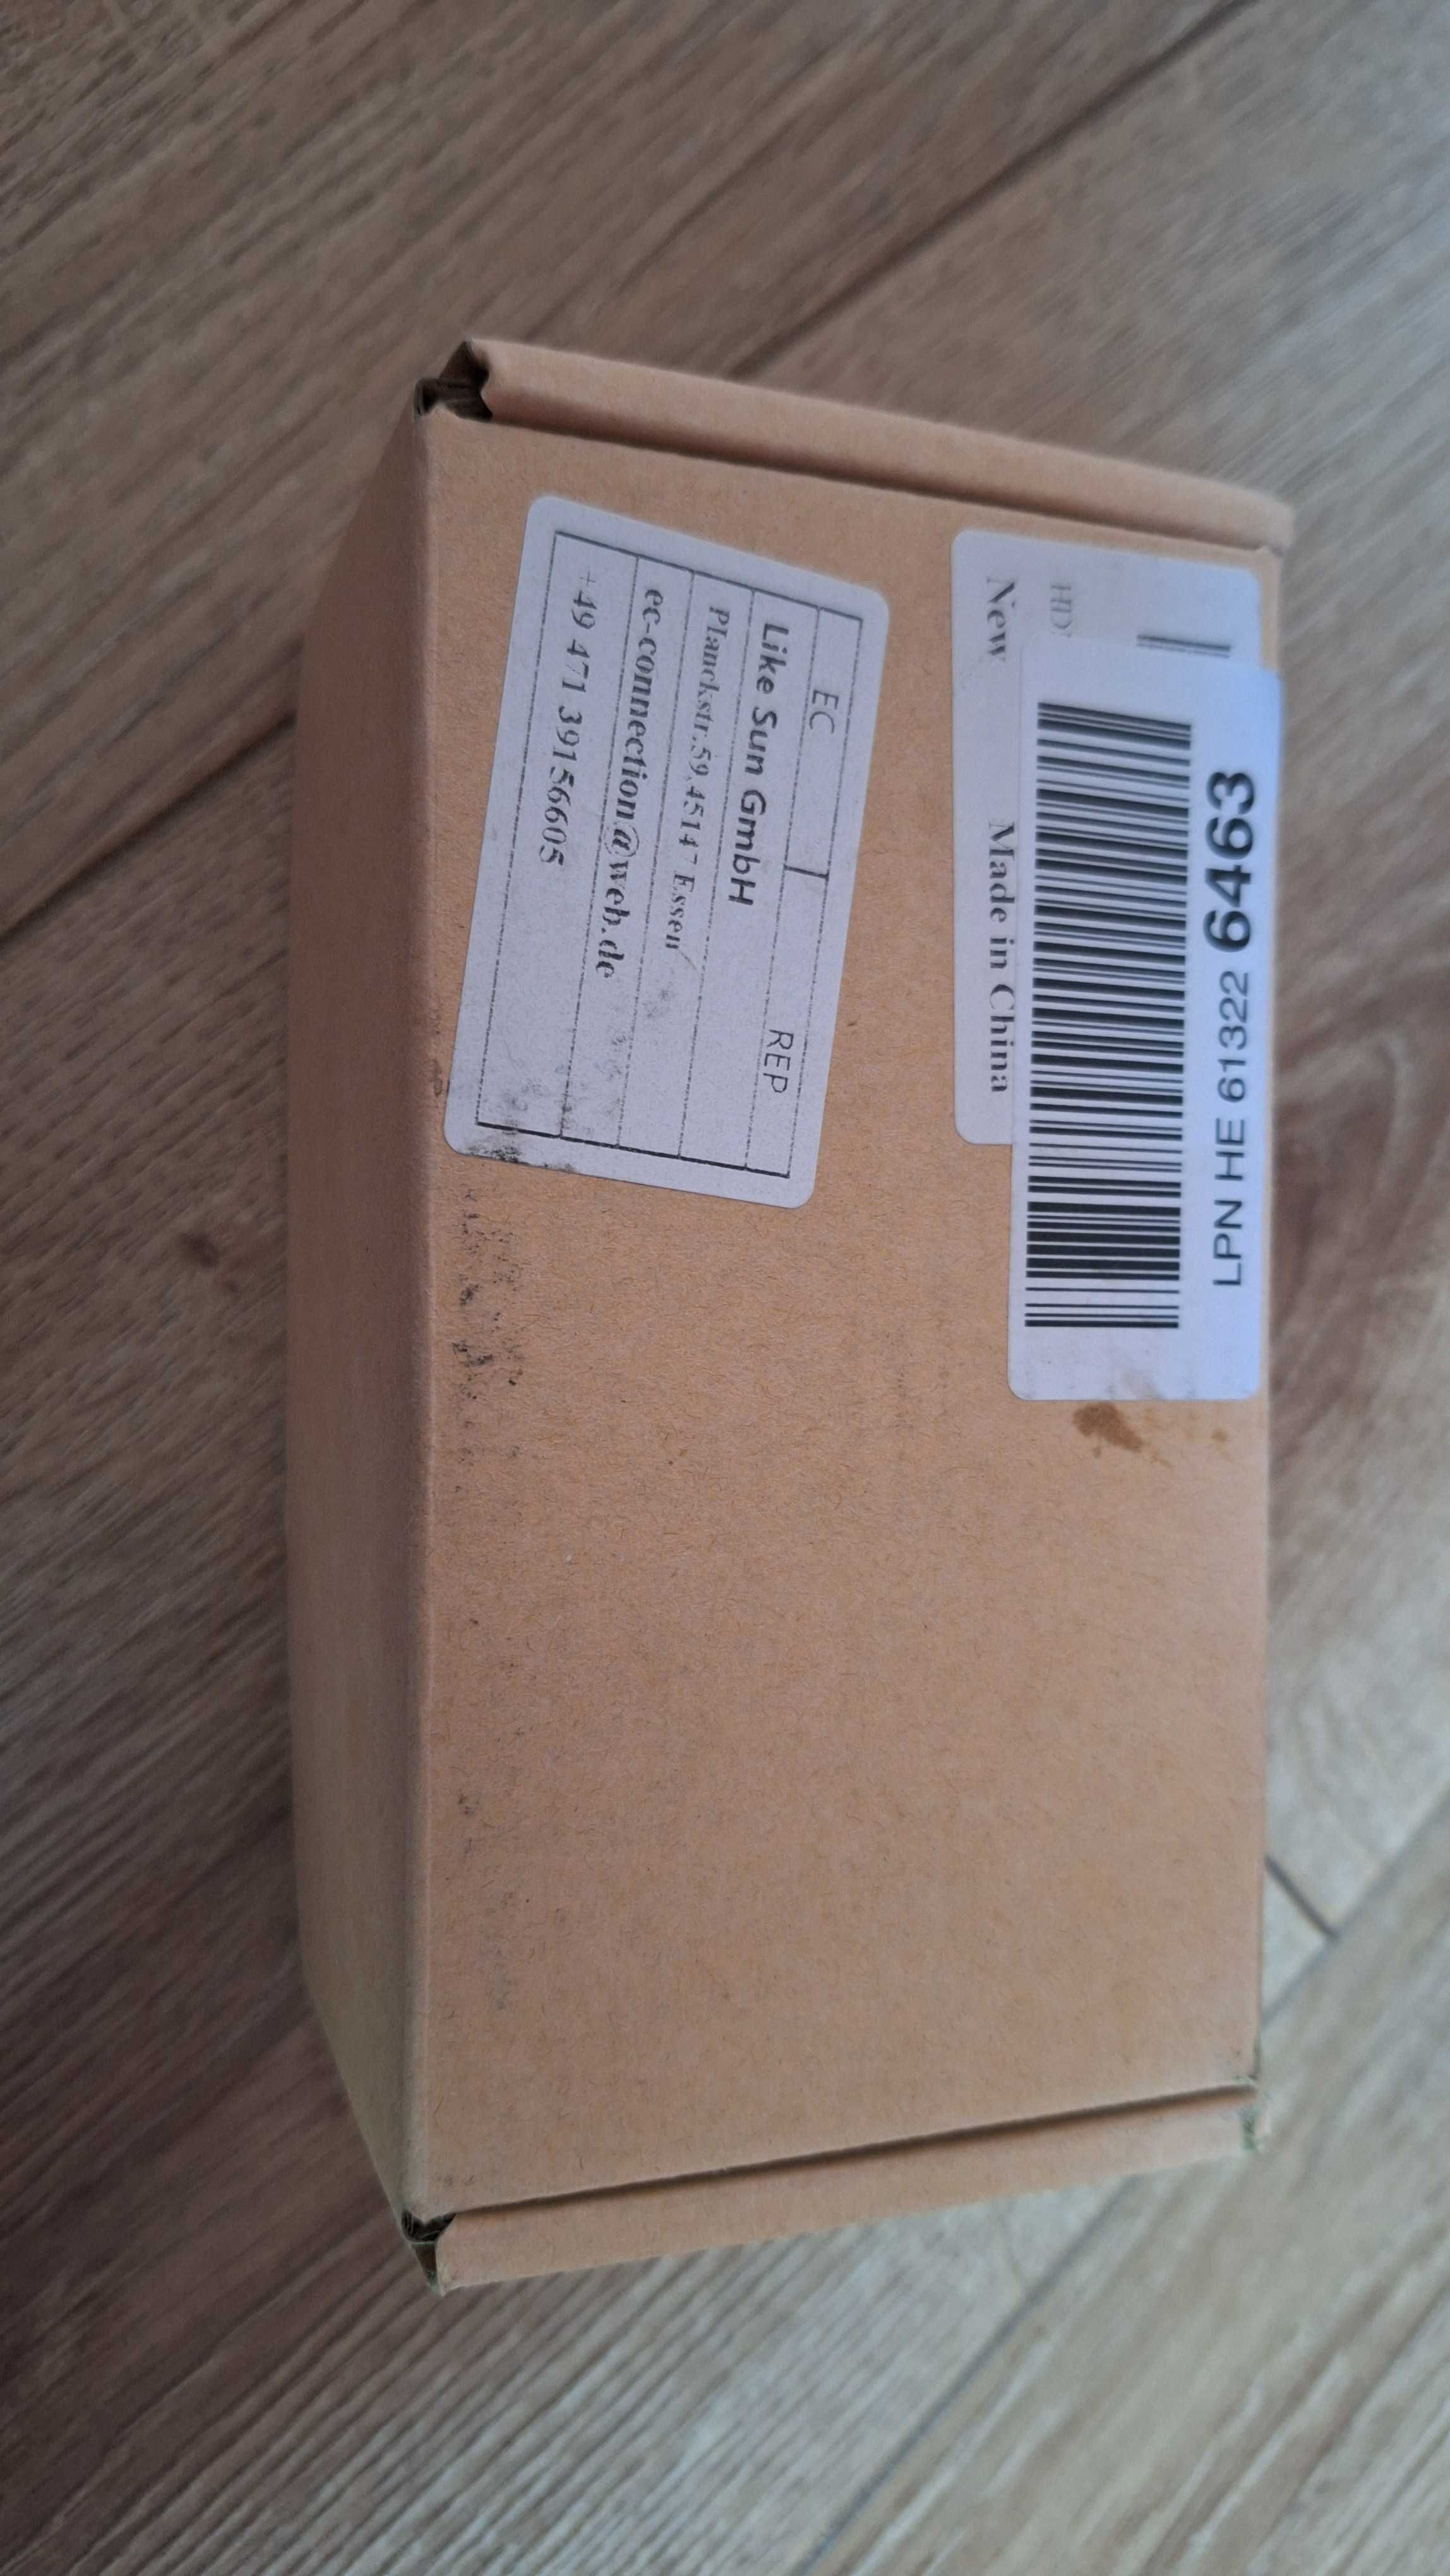 EC REP
Like Sun GmbH
Planckstr.59,45147 Essen
ec-connection@web.de
+49 471 39156605
New Made in China
LPN HE 61322 6463